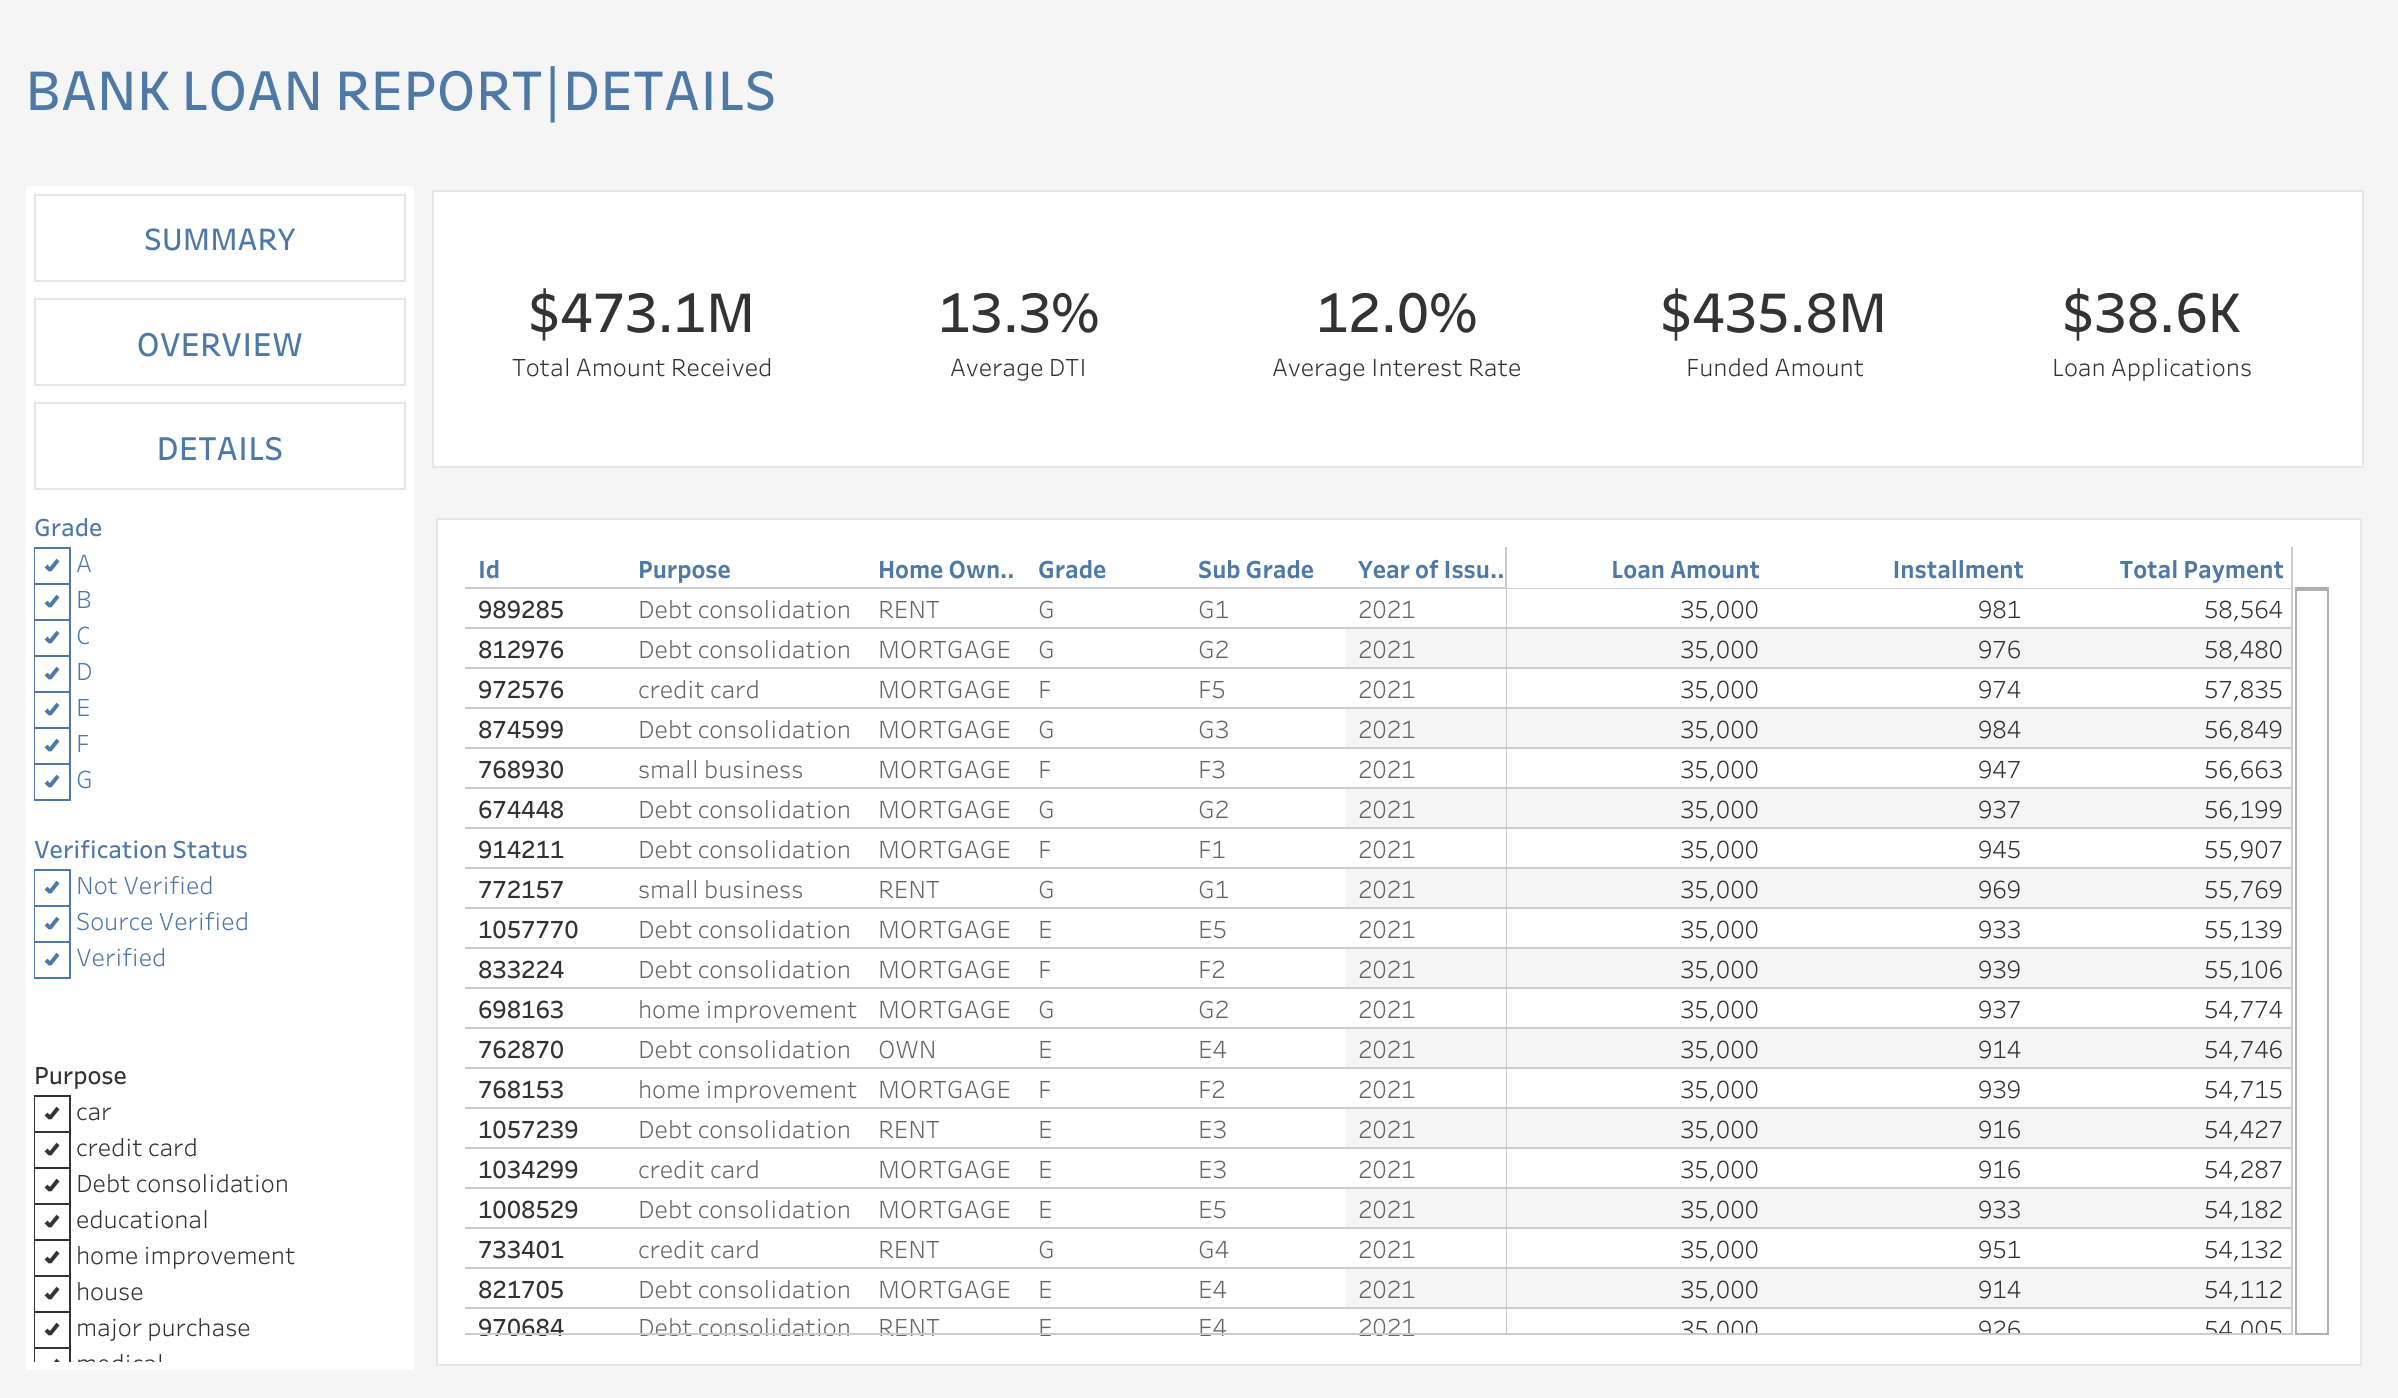 BANK LOAN REPORT|DETAILS
SUMMARY
OVERVIEW
DETAILS
Grade
A
B
C
D
E
F
G
Verification Status
Not Verified
Source Verified
Verified
Purpose
car
credit card
Debt consolidation
educational
home improvement
house
major purchase
medical
$473.1M 13.3% 12.0% $435.8M $38.6K
Total Amount Received Average DTI Average Interest Rate Funded Amount Loan Applications
Id Purpose Home Own.. Grade Sub Grade Year of Issu.. Loan Amount Installment Total Payment
989285 Debt consolidation RENT G G1 2021 35,000 981 58,564
812976 Debt consolidation MORTGAGE G G2 2021 35,000 976 58,480
972576 credit card MORTGAGE F F5 2021 35,000 974 57,835
874599 Debt consolidation MORTGAGE G G3 2021 35,000 984 56,849
768930 small business MORTGAGE F F3 2021 35,000 947 56,663
674448 Debt consolidation MORTGAGE G G2 2021 35,000 937 56,199
914211 Debt consolidation MORTGAGE F F1 2021 35,000 945 55,907
772157 small business RENT G G1 2021 35,000 969 55,769
1057770 Debt consolidation MORTGAGE E E5 2021 35,000 933 55,139
833224 Debt consolidation MORTGAGE F F2 2021 35,000 939 55,106
698163 home improvement MORTGAGE G G2 2021 35,000 937 54,774
762870 Debt consolidation OWN E E4 2021 35,000 914 54,746
768153 home improvement MORTGAGE F F2 2021 35,000 939 54,715
1057239 Debt consolidation RENT E E3 2021 35,000 916 54,427
1034299 credit card MORTGAGE E E3 2021 35,000 916 54,287
1008529 Debt consolidation MORTGAGE E E5 2021 35,000 933 54,182
733401 credit card RENT G G4 2021 35,000 951 54,132
821705 Debt consolidation MORTGAGE E E4 2021 35,000 914 54,112
970684 Debt consolidation RENT E E4 2021 35,000 926 54,005